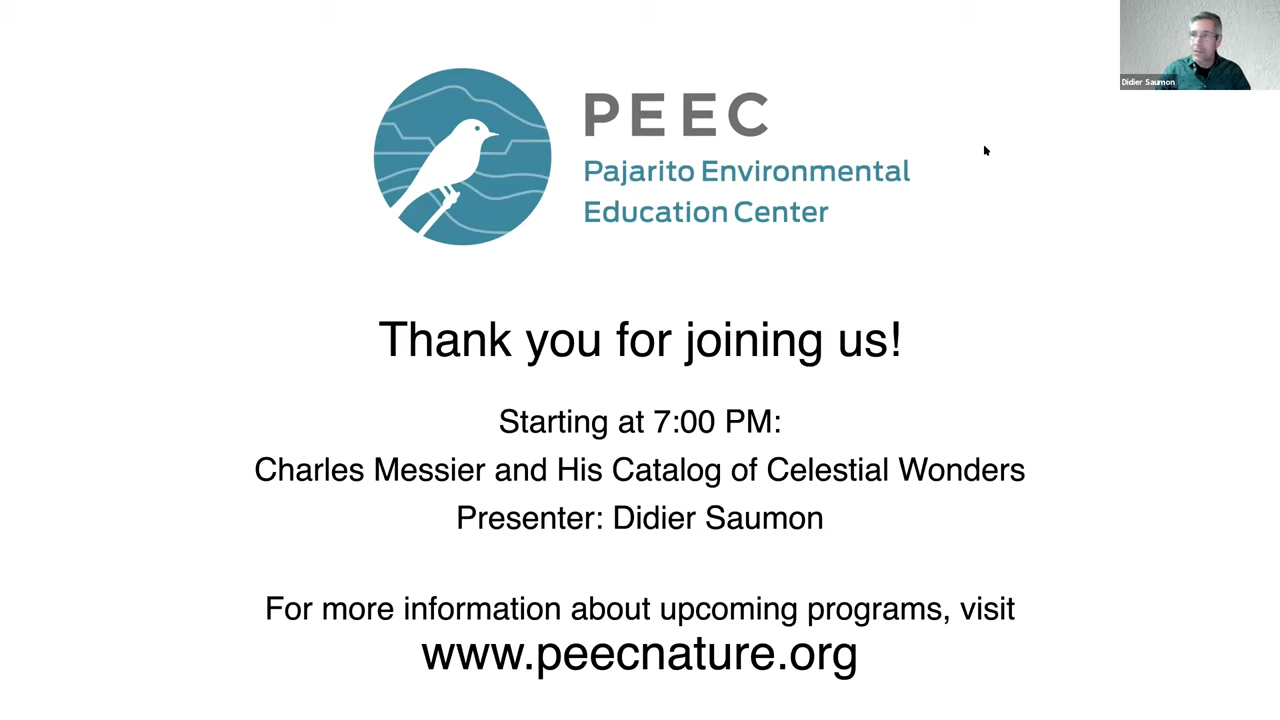 Didier Saumon
PEEC
Pajarito Environmental
Education Center
Thank you for joining us!
Starting at 7:00 PM:
Charles Messier and His Catalog of Celestial Wonders
Presenter: Didier Saumon
For more information about upcoming programs, visit
www.peecnature.org